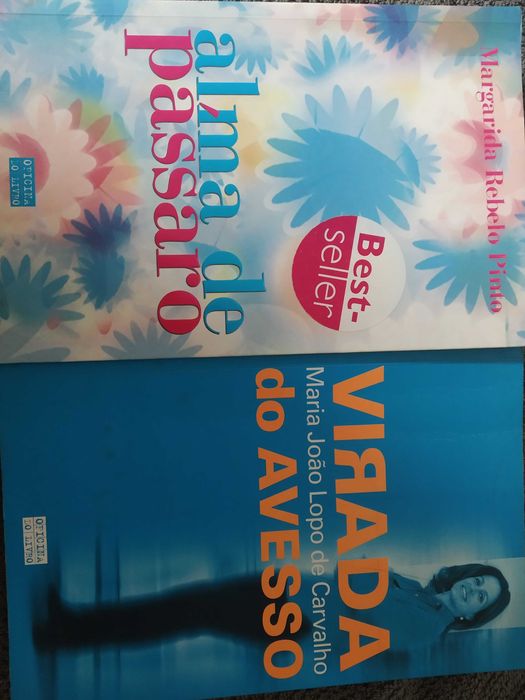 Margarida Rebelo Pinto
Best-
seller
alma de
pássaro
OFICINA
DO LIVRO
VIRADA
Maria João Lopo de Carvalho
do AVESSO
OFICINA
DO LIVRO